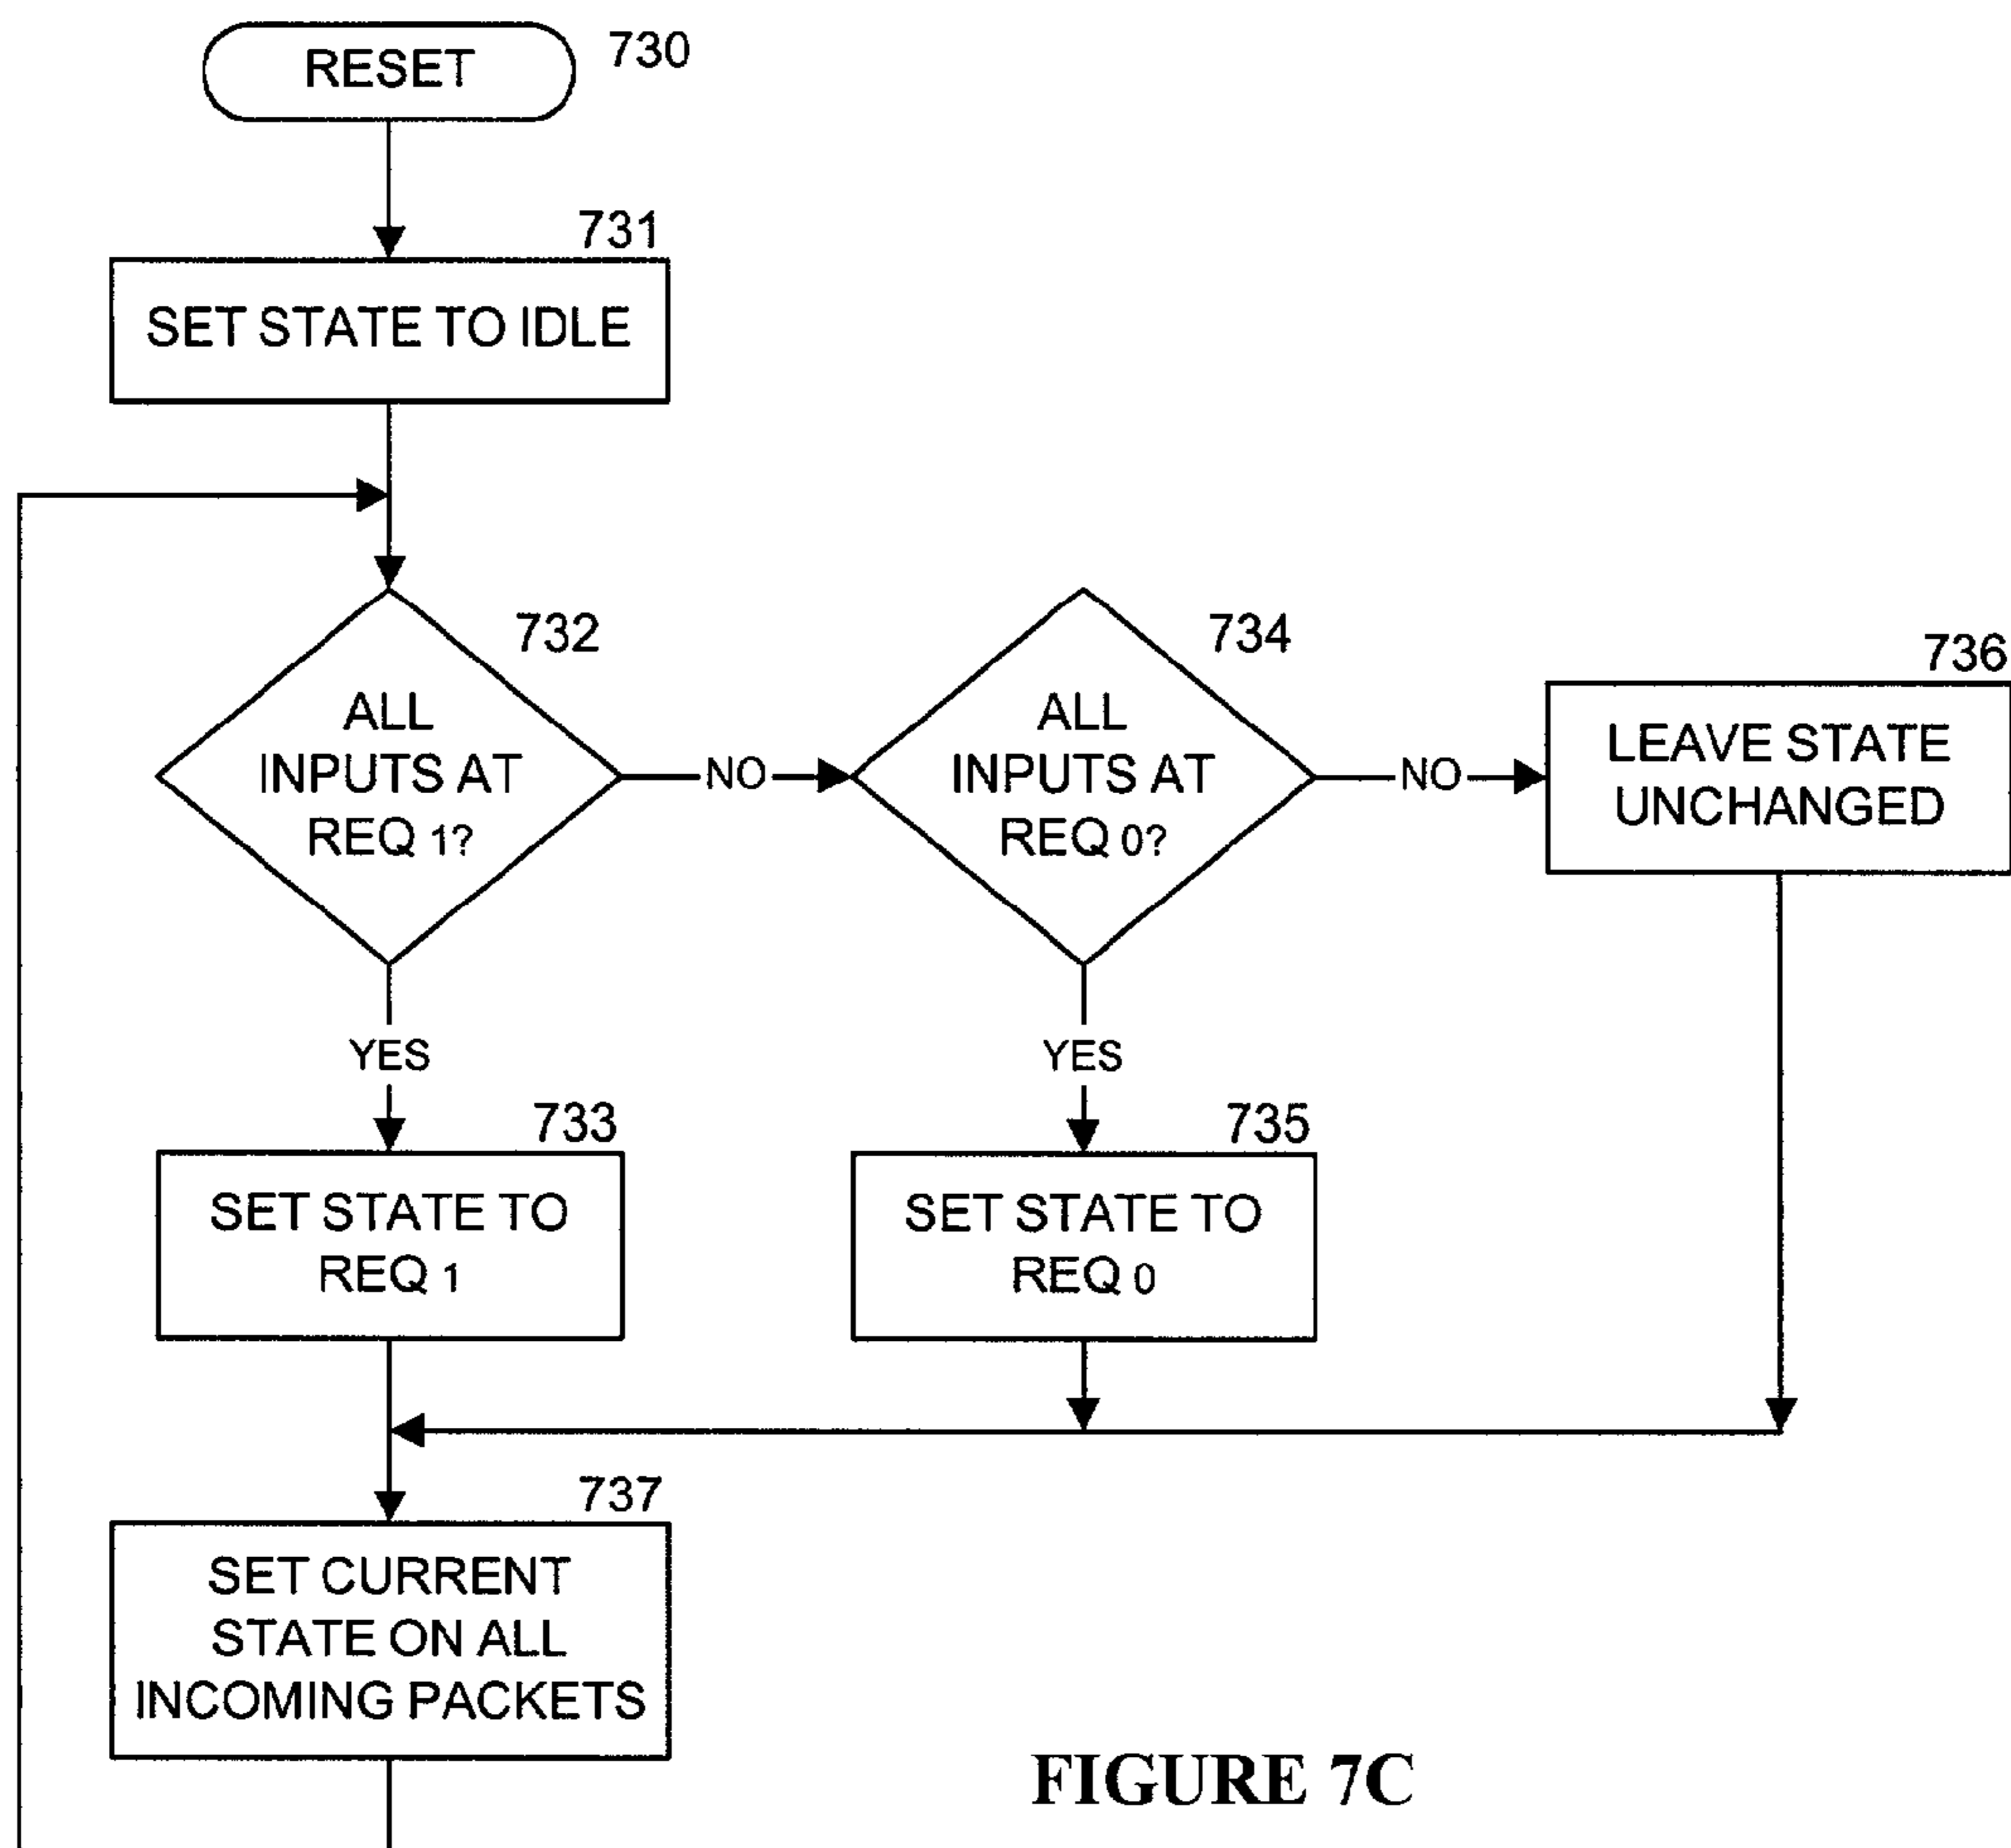 RESET
730
731
SET STATE TO IDLE
732
ALL
INPUTS AT
REQ 1?
NO
734
ALL
INPUTS AT
REQ 0?
NO
736
LEAVE STATE
UNCHANGED
YES
YES
733
SET STATE TO
REQ 1
735
SET STATE TO
REQ 0
737
SET CURRENT
STATE ON ALL
INCOMING PACKETS
FIGURE 7C